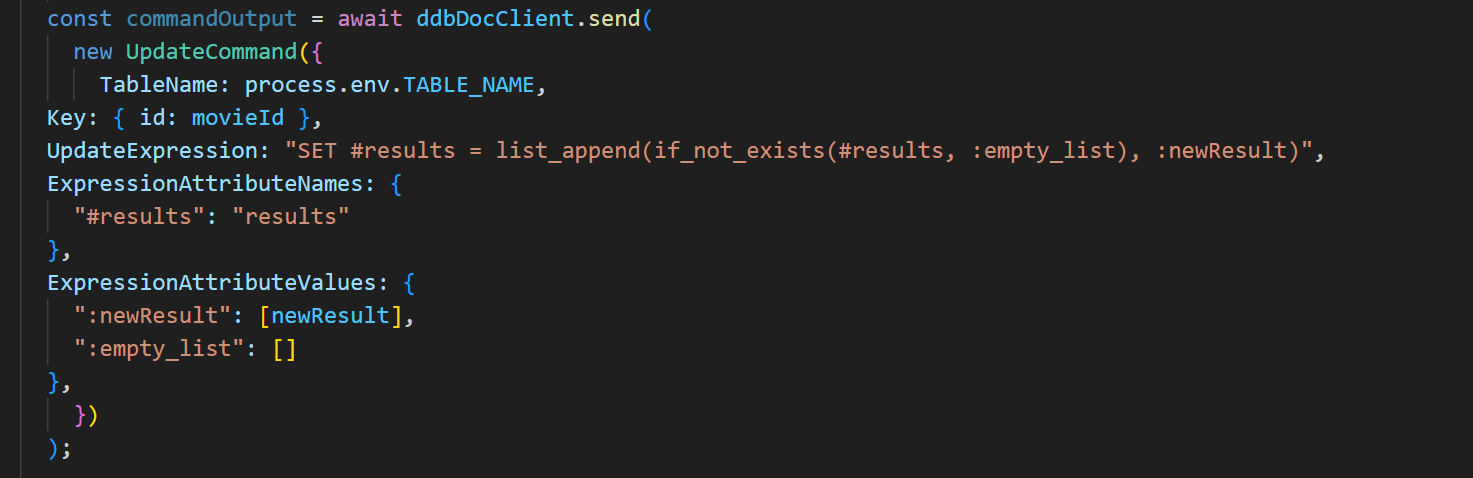 const commandOutput = await ddbDocClient.send(
new UpdateCommand({
TableName: process.env.TABLE_NAME,
Key: { id: movieId },
UpdateExpression: "SET #results = list_append(if_not_exists(#results, :empty_list), :newResult)",
ExpressionAttributeNames: {
"#results": "results"
},
ExpressionAttributeValues: {
":newResult": [newResult],
":empty_list": []
},
})
);